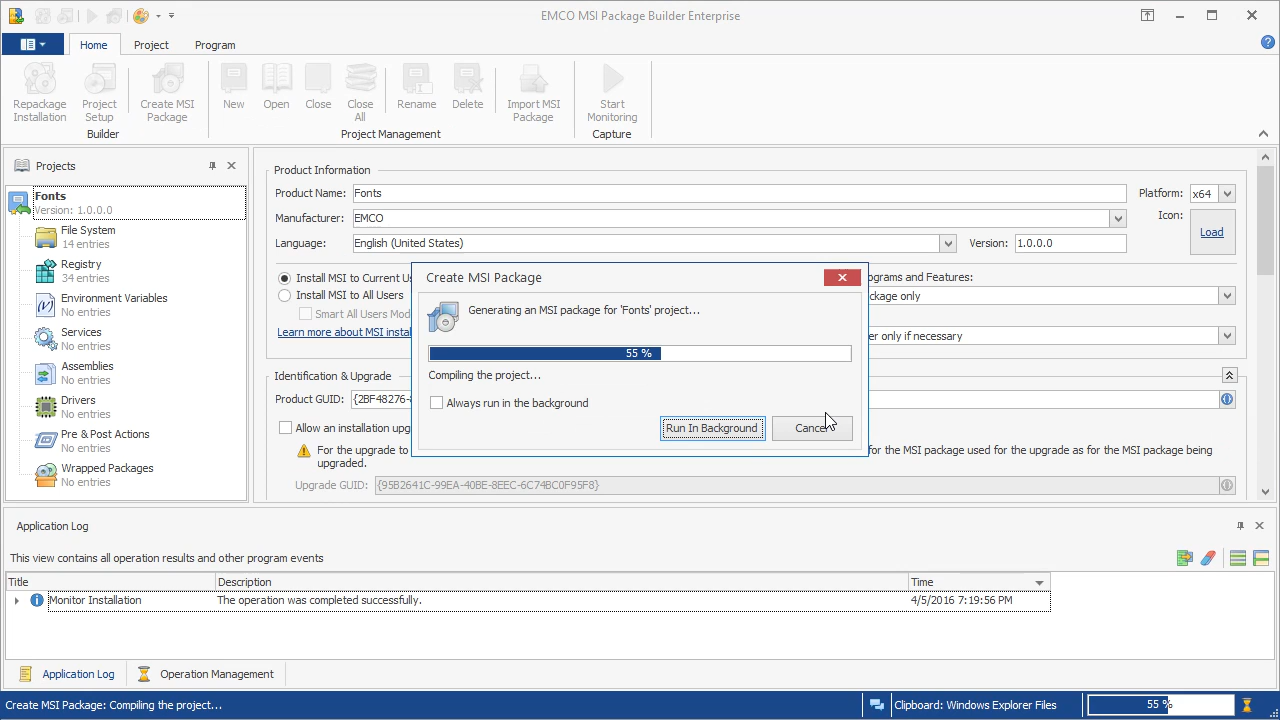 EMCO MSI Package Builder Enterprise
Home Project Program
Repackage Installation
Project Setup
Create MSI Package
New
Open
Close
Close All
Rename
Delete
Import MSI Package
Start Monitoring
Builder
Project Management
Capture
Projects
Fonts
Version: 1.0.0.0
File System
14 entries
Registry
34 entries
Environment Variables
No entries
Services
No entries
Assemblies
No entries
Drivers
No entries
Pre & Post Actions
No entries
Wrapped Packages
No entries
Product Information
Product Name: Fonts Platform: x64
Manufacturer: EMCO Icon:
Load
Language: English (United States) Version: 1.0.0.0
Install MSI to Current Us
ograms and Features:
Install MSI to All Users
ckage only
Smart All Users Mod
Learn more about MSI instal
er only if necessary
Identification & Upgrade
Product GUID: {2BF48276-
Allow an installation upg
For the upgrade to
for the MSI package used for the upgrade as for the MSI package being
upgraded.
Upgrade GUID: {95B2641C-99EA-40BE-8EEC-6C74BC0F95F8}
Create MSI Package
Generating an MSI package for 'Fonts' project...
55 %
Compiling the project...
Always run in the background
Run In Background Cancel
Application Log
This view contains all operation results and other program events
Title Description Time
Monitor Installation The operation was completed successfully. 4/5/2016 7:19:56 PM
Application Log Operation Management
Create MSI Package: Compiling the project... Clipboard: Windows Explorer Files 55 %